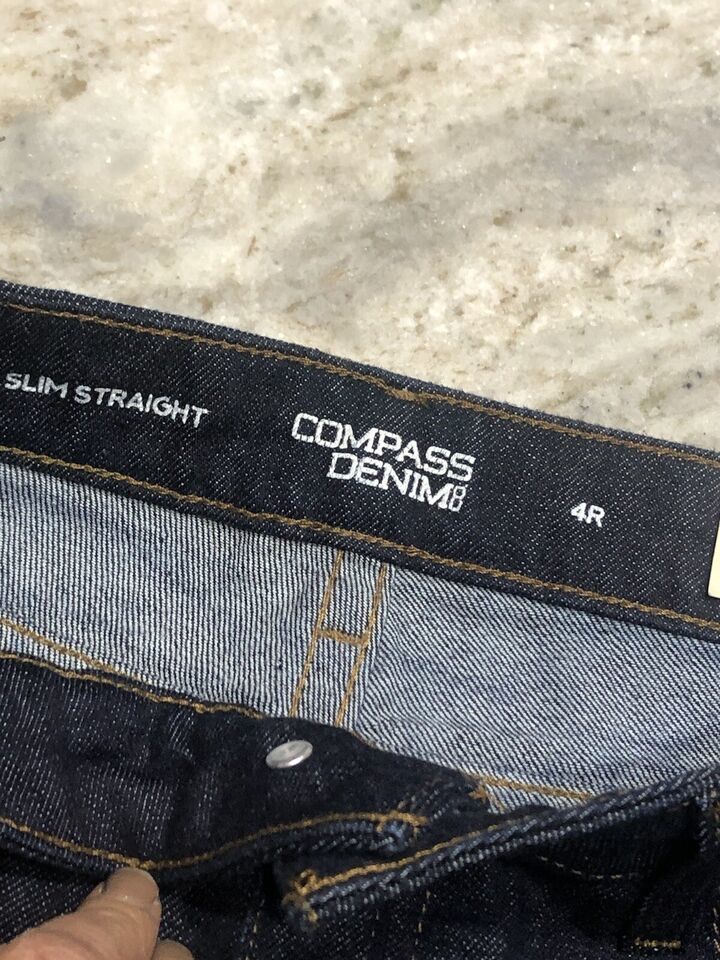 SLIM STRAIGHT
COMPASS
DENIM
4R